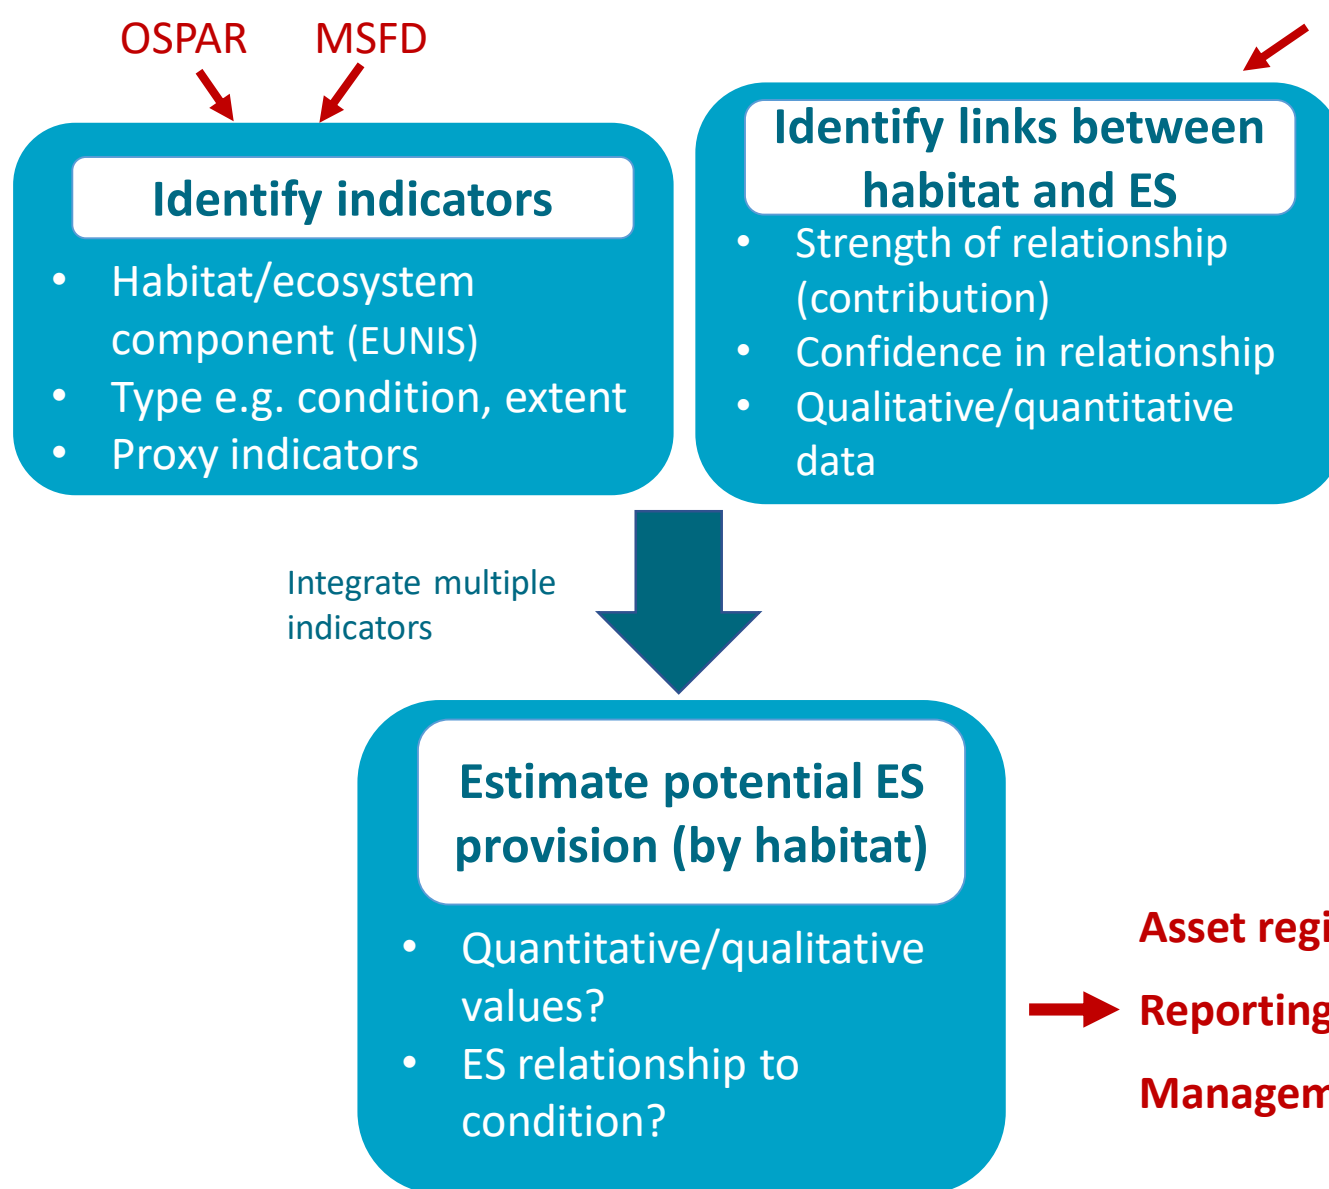 OSPAR MSFD
Identify indicators
• Habitat/ecosystem
component (EUNIS)
• Type e.g. condition, extent
• Proxy indicators
Identify links between
habitat and ES
• Strength of relationship
(contribution)
• Confidence in relationship
• Qualitative/quantitative
data
Integrate multiple
indicators
Estimate potential ES
provision (by habitat)
• Quantitative/qualitative
values?
• ES relationship to
condition?
Asset
Reporting